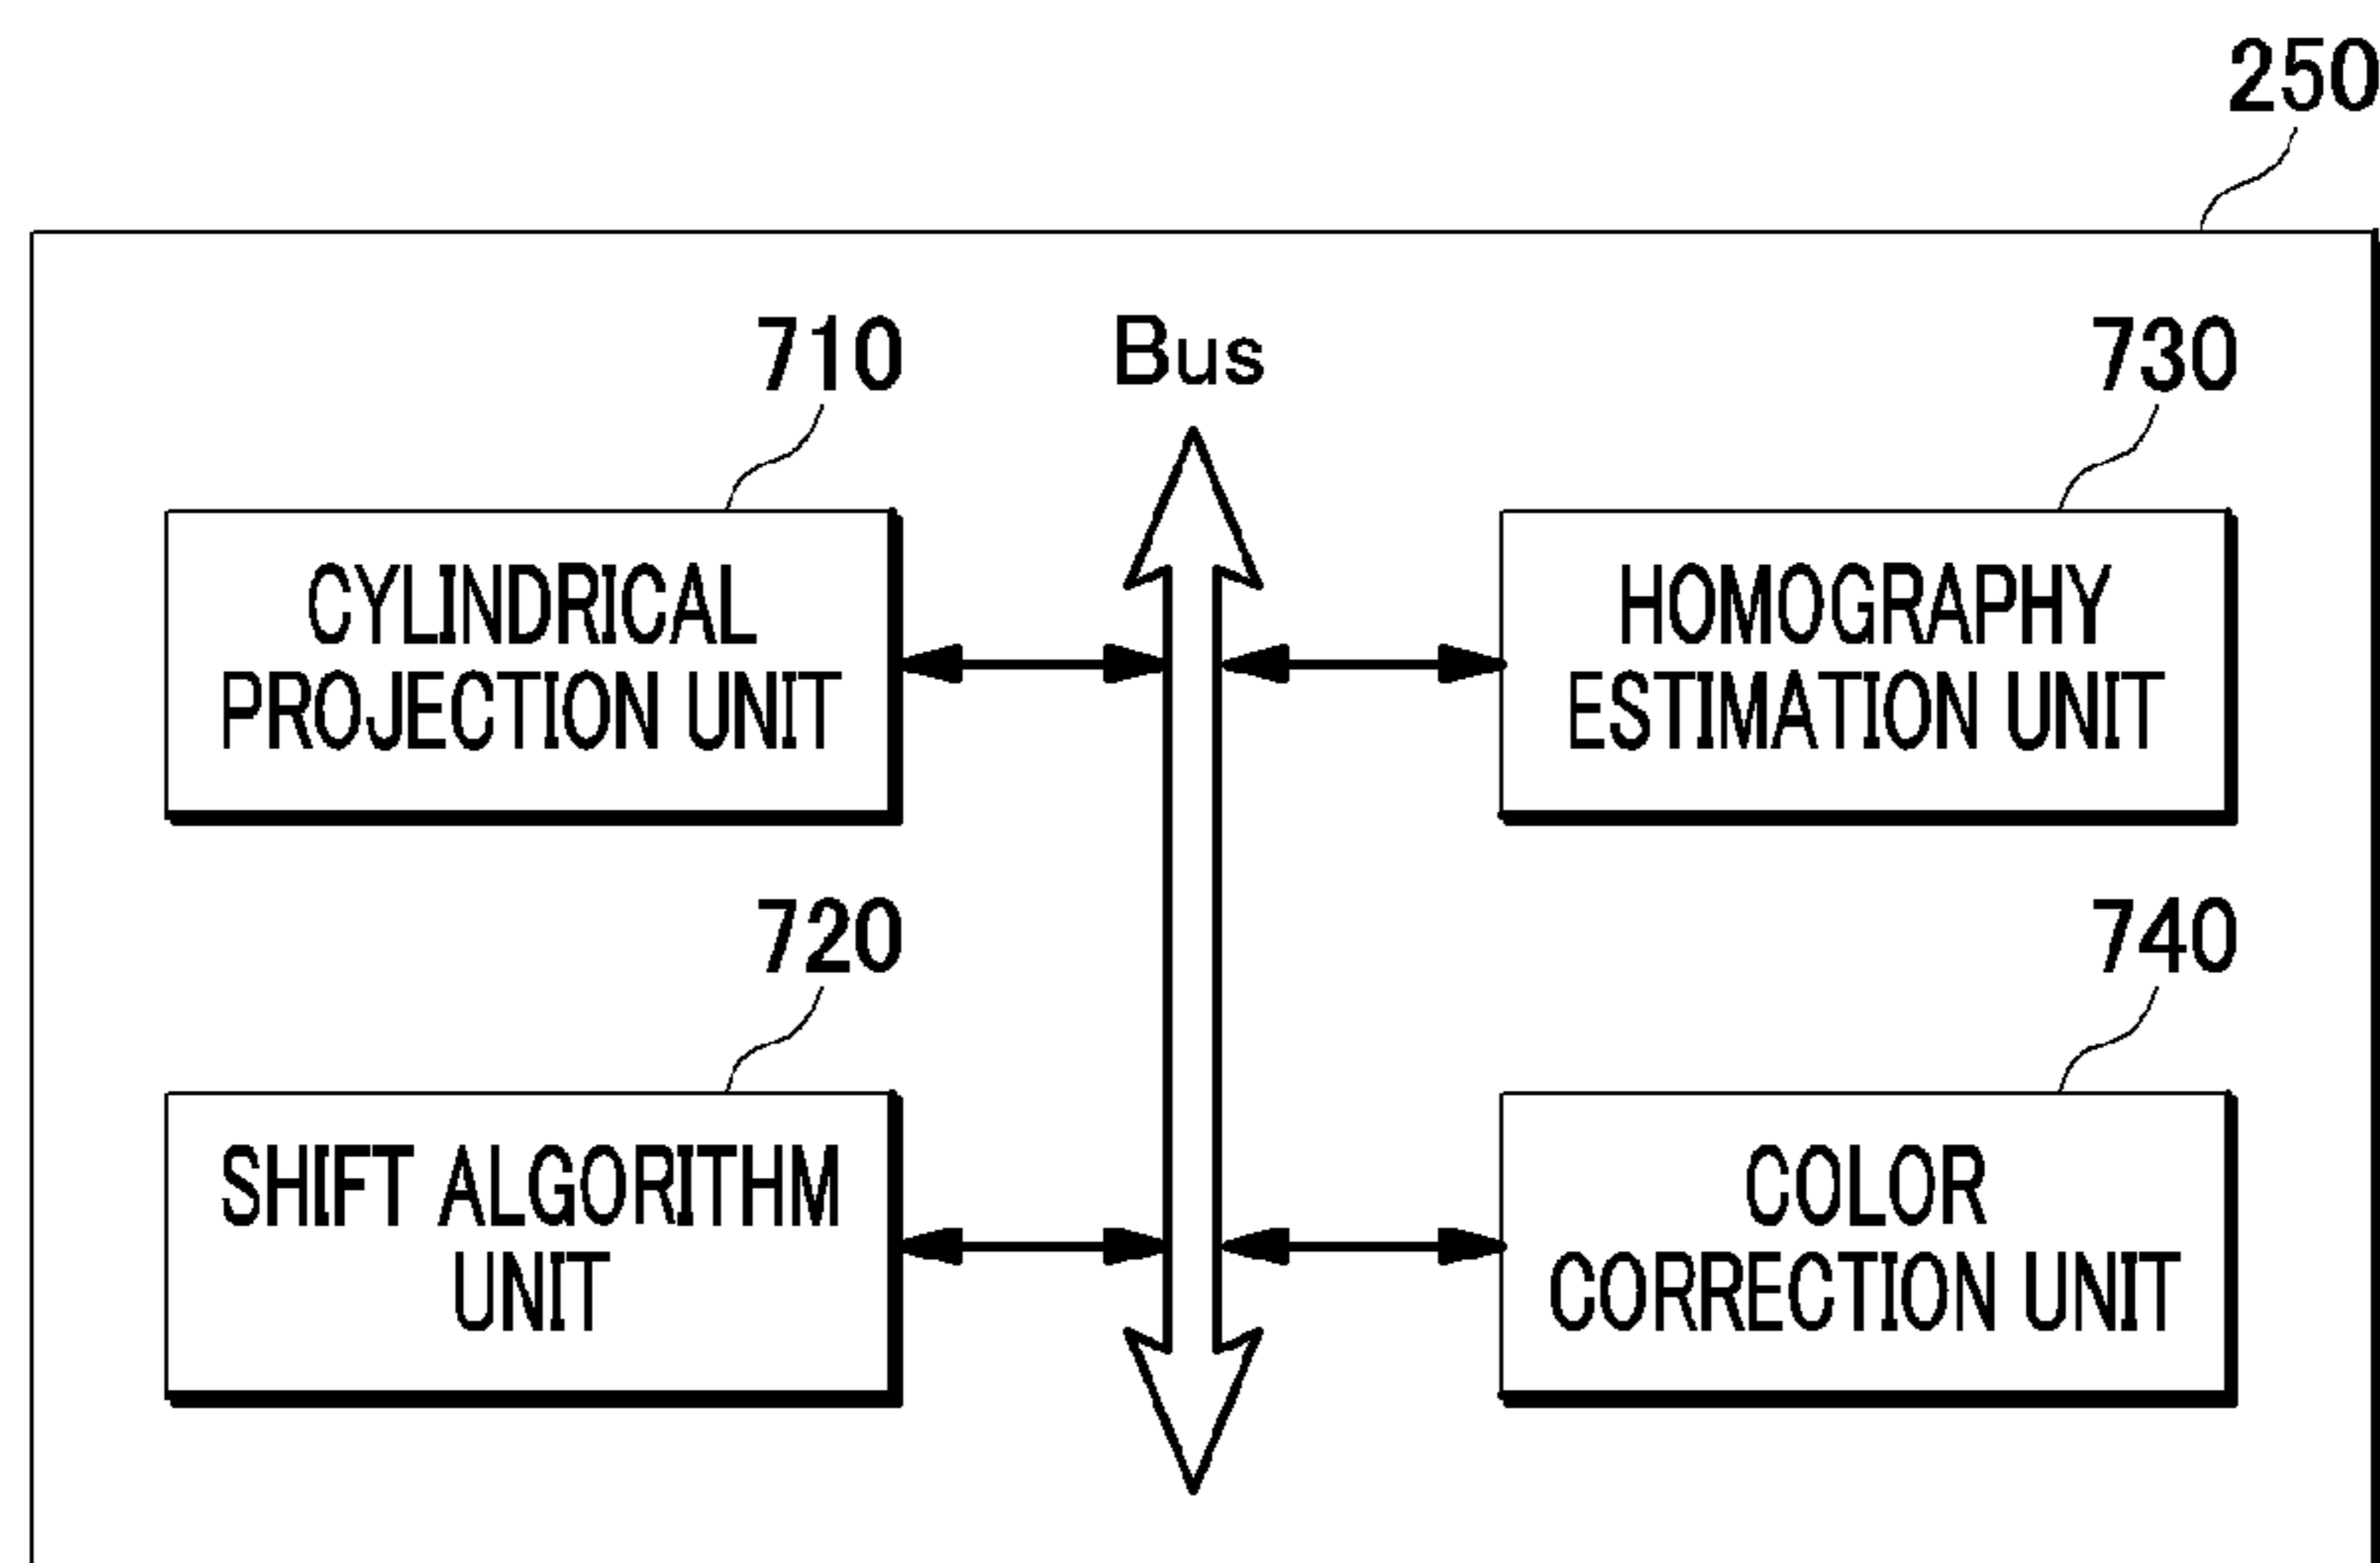 250
710
Bus
730
CYLINDRICAL
PROJECTION UNIT
HOMOGRAPHY
ESTIMATION UNIT
720
740
SHIFT ALGORITHM
UNIT
COLOR
CORRECTION UNIT